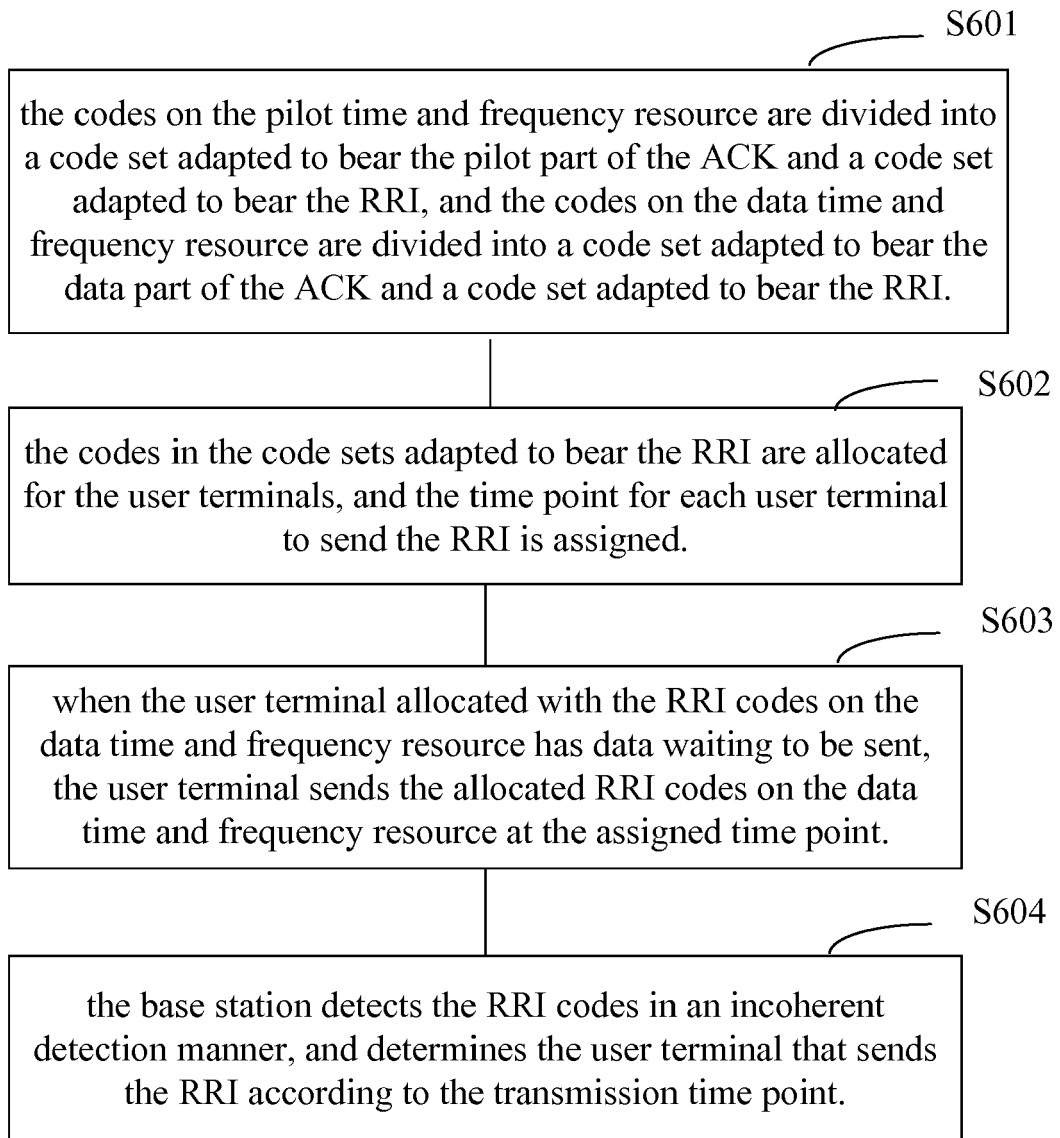 S601
the codes on the pilot time and frequency resource are divided into
a code set adapted to bear the pilot part of the ACK and a code set
adapted to bear the RRI, and the codes on the data time and
frequency resource are divided into a code set adapted to bear the
data part of the ACK and a code set adapted to bear the RRI.
S602
the codes in the code sets adapted to bear the RRI are allocated
for the user terminals, and the time point for each user terminal
to send the RRI is assigned.
S603
when the user terminal allocated with the RRI codes on the
data time and frequency resource has data waiting to be sent,
the user terminal sends the allocated RRI codes on the data
time and frequency resource at the assigned time point.
S604
the base station detects the RRI codes in an incoherent
detection manner, and determines the user terminal that sends
the RRI according to the transmission time point.